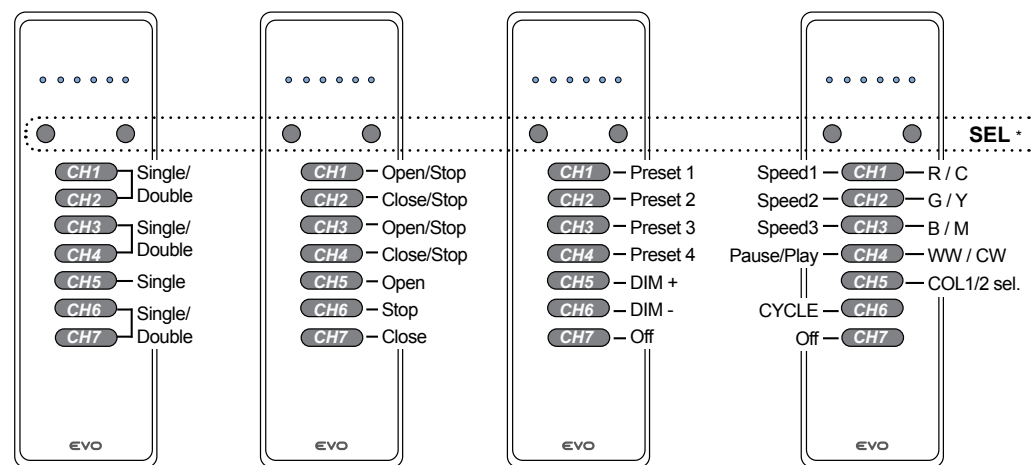 SEL *
CH1
CH2
Single/
Double
CH3
CH4
Single/
Double
CH5 Single
CH6
CH7
Single/
Double
EVO
CH1 Open/Stop
CH2 Close/Stop
CH3 Open/Stop
CH4 Close/Stop
CH5 Open
CH6 Stop
CH7 Close
EVO
CH1 Preset 1
CH2 Preset 2
CH3 Preset 3
CH4 Preset 4
CH5 DIM +
CH6 DIM -
CH7 Off
EVO
Speed1 CH1 R / C
Speed2 CH2 G / Y
Speed3 CH3 B / M
Pause/Play CH4 WW / CW
CH5 COL1/2 sel.
CYCLE CH6
Off CH7
EVO